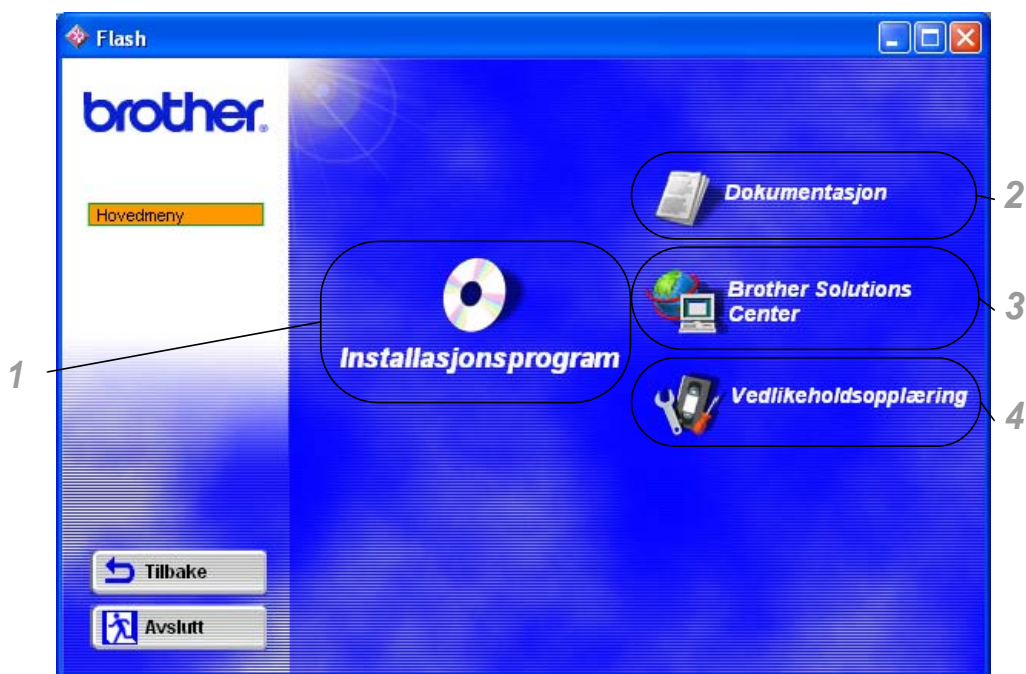 Flash
brother®
Hovedmeny
1
Installasjonsprogram
Dokumentasjon
2
Brother Solutions
Center
3
Vedlikeholdsopplæring
4
Tilbake
Avslutt